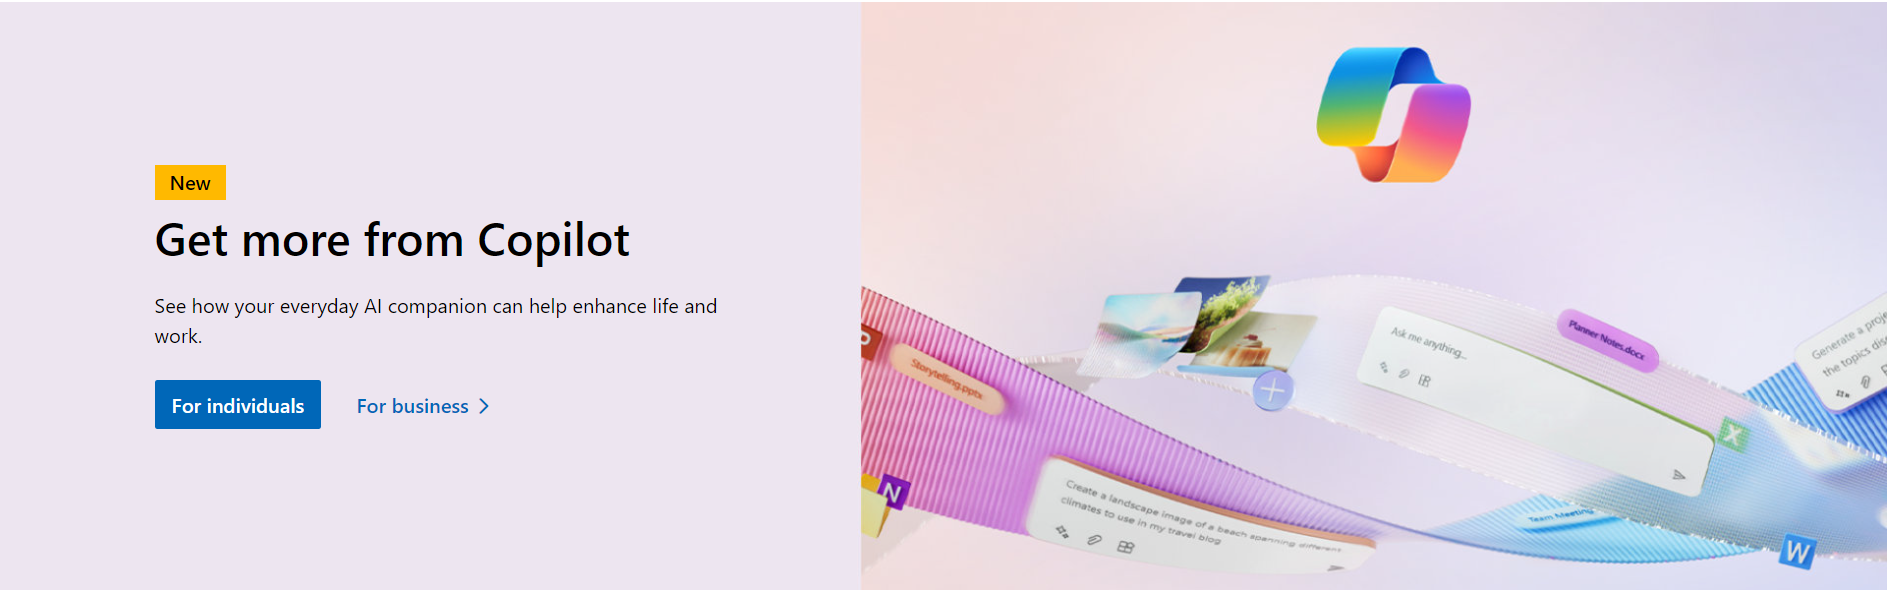 New
Get more from Copilot
See how your everyday AI companion can help enhance life and
work.
For individuals
For business
Storytelling.pptx
N
Create a landscape image of a beach spanning different
climates to use in my travel blog
Ask me anything...
Planner Notes.docx
Generate a
the topics
X
Team Meeting
W